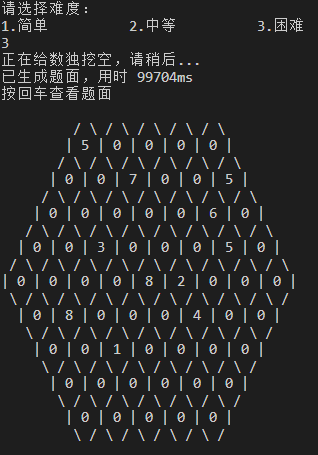 请选择难度：
1.简单 2.中等 3.困难
3
正在给数独挖空，请稍后...
已生成题面，用时 99704ms
按回车查看题面
/ \ / \ / \ / \ / \
| 5 | 0 | 0 | 0 | 0 |
/ \ / \ / \ / \ / \ / \
| 0 | 0 | 7 | 0 | 0 | 5 |
/ \ / \ / \ / \ / \ / \ / \
| 0 | 0 | 0 | 0 | 0 | 6 | 0 |
/ \ / \ / \ / \ / \ / \ / \ / \
| 0 | 0 | 3 | 0 | 0 | 0 | 5 | 0 |
/ \ / \ / \ / \ / \ / \ / \ / \ / \
| 0 | 0 | 0 | 0 | 8 | 2 | 0 | 0 | 0 |
\ / \ / \ / \ / \ / \ / \ / \ / \ /
| 0 | 8 | 0 | 0 | 0 | 4 | 0 | 0 |
\ / \ / \ / \ / \ / \ / \ / \ /
| 0 | 0 | 1 | 0 | 0 | 0 | 0 |
\ / \ / \ / \ / \ / \ / \ /
| 0 | 0 | 0 | 0 | 0 | 0 |
\ / \ / \ / \ / \ / \ /
| 0 | 0 | 0 | 0 | 0 |
\ / \ / \ / \ / \ /